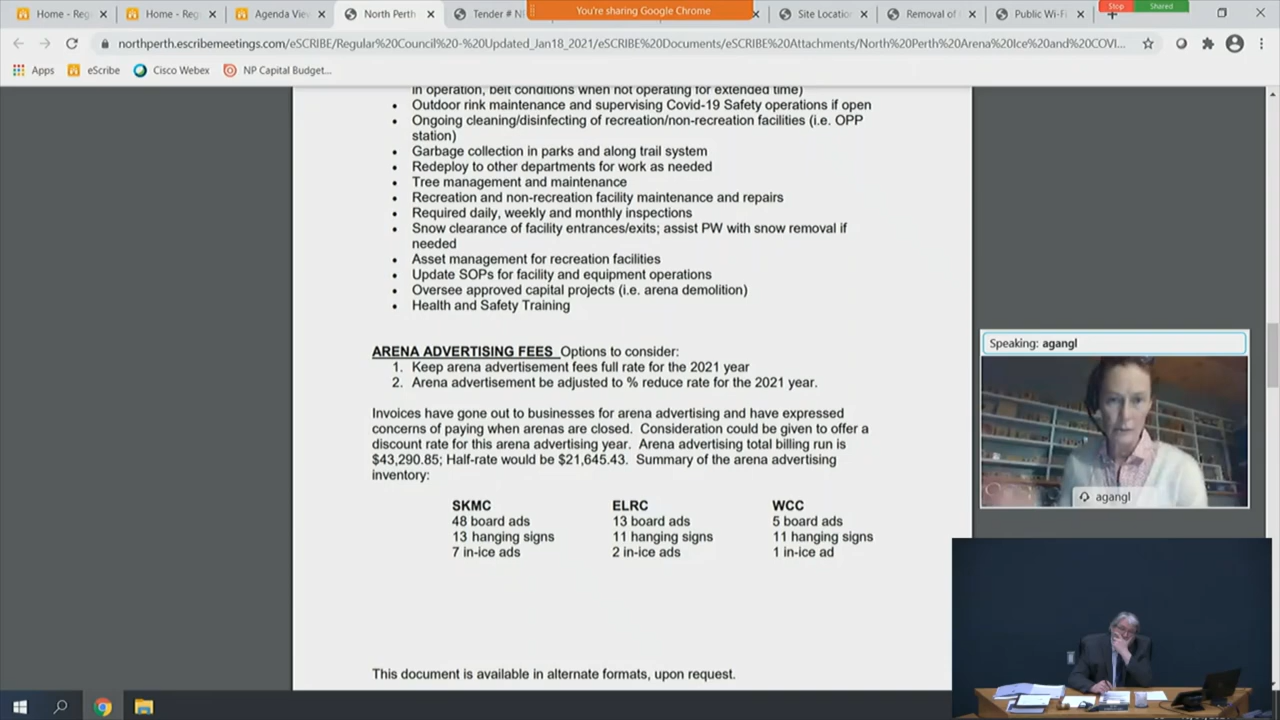 Home - Reg
Home - Reg
Agenda View
North Perth
Tender #
You're sharing Google Chrome
Site Locatio
Removal of
Public Wi-F
Stop
Shared
northperth.escribemeetings.com/eSCRIBE/Regular%20Council%20-%20Updated_Jan18_2021/eSCRIBE%20Documents/eSCRIBE%20Attachments/North%20Perth%20Arena%20Ice%20and%20COVI...
Apps
eScribe
Cisco Webex
NP Capital Budget...
in operation, belt conditions when not operating for extended time)
• Outdoor rink maintenance and supervising Covid-19 Safety operations if open
• Ongoing cleaning/disinfecting of recreation/non-recreation facilities (i.e. OPP
station)
• Garbage collection in parks and along trail system
• Redeploy to other departments for work as needed
• Tree management and maintenance
• Recreation and non-recreation facility maintenance and repairs
• Required daily, weekly and monthly inspections
• Snow clearance of facility entrances/exits; assist PW with snow removal if
needed
• Asset management for recreation facilities
• Update SOPs for facility and equipment operations
• Oversee approved capital projects (i.e. arena demolition)
• Health and Safety Training
ARENA ADVERTISING FEES Options to consider:
1. Keep arena advertisement fees full rate for the 2021 year
2. Arena advertisement be adjusted to % reduce rate for the 2021 year.
Invoices have gone out to businesses for arena advertising and have expressed
concerns of paying when arenas are closed. Consideration could be given to offer a
discount rate for this arena advertising year. Arena advertising total billing run is
$43,290.85; Half-rate would be $21,645.43. Summary of the arena advertising
inventory:
SKMC ELRC WCC
48 board ads 13 board ads 5 board ads
13 hanging signs 11 hanging signs 11 hanging signs
7 in-ice ads 2 in-ice ads 1 in-ice ad
This document is available in alternate formats, upon request.
Speaking: agangl
agangl